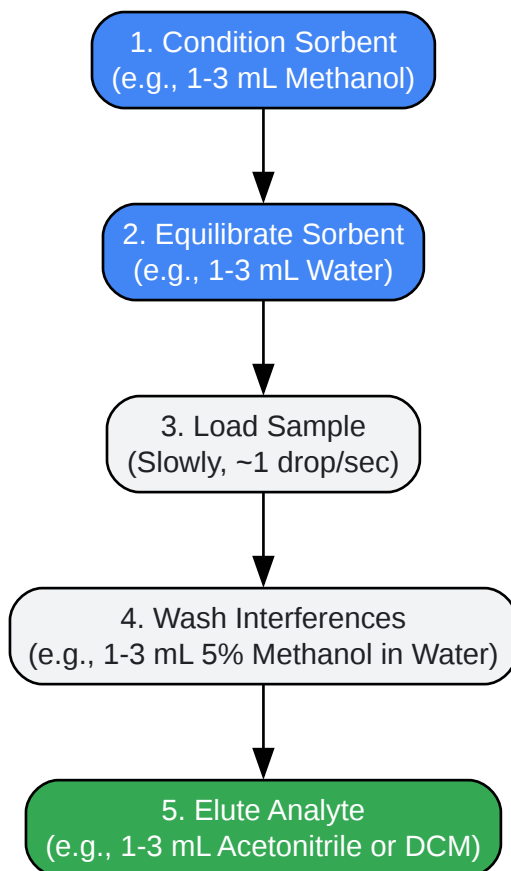 1. Condition Sorbent
(e.g., 1-3 mL Methanol)
2. Equilibrate Sorbent
(e.g., 1-3 mL Water)
3. Load Sample
(Slowly, ~1 drop/sec)
4. Wash Interferences
(e.g., 1-3 mL 5% Methanol in Water)
5. Elute Analyte
(e.g., 1-3 mL Acetonitrile or DCM)